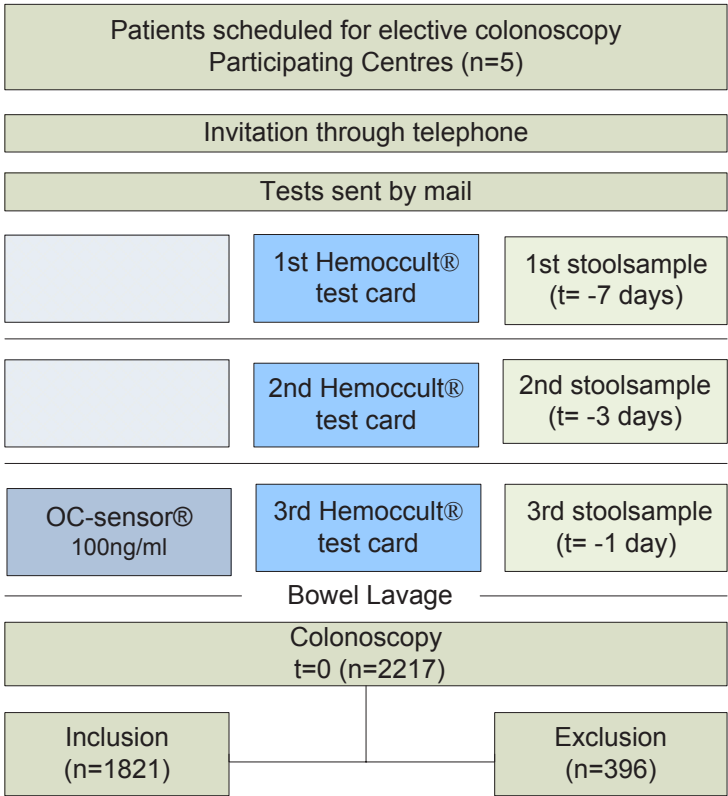 Patients scheduled for elective colonoscopy
Participating Centres (n=5)
Invitation through telephone
Tests sent by mail
1st Hemoccult®
test card
1st stoolsample
(t= -7 days)
2nd Hemoccult®
test card
2nd stoolsample
(t= -3 days)
OC-sensor®
100ng/ml
3rd Hemoccult®
test card
3rd stoolsample
(t= -1 day)
Bowel Lavage
Colonoscopy
t=0 (n=2217)
Inclusion
(n=1821)
Exclusion
(n=396)